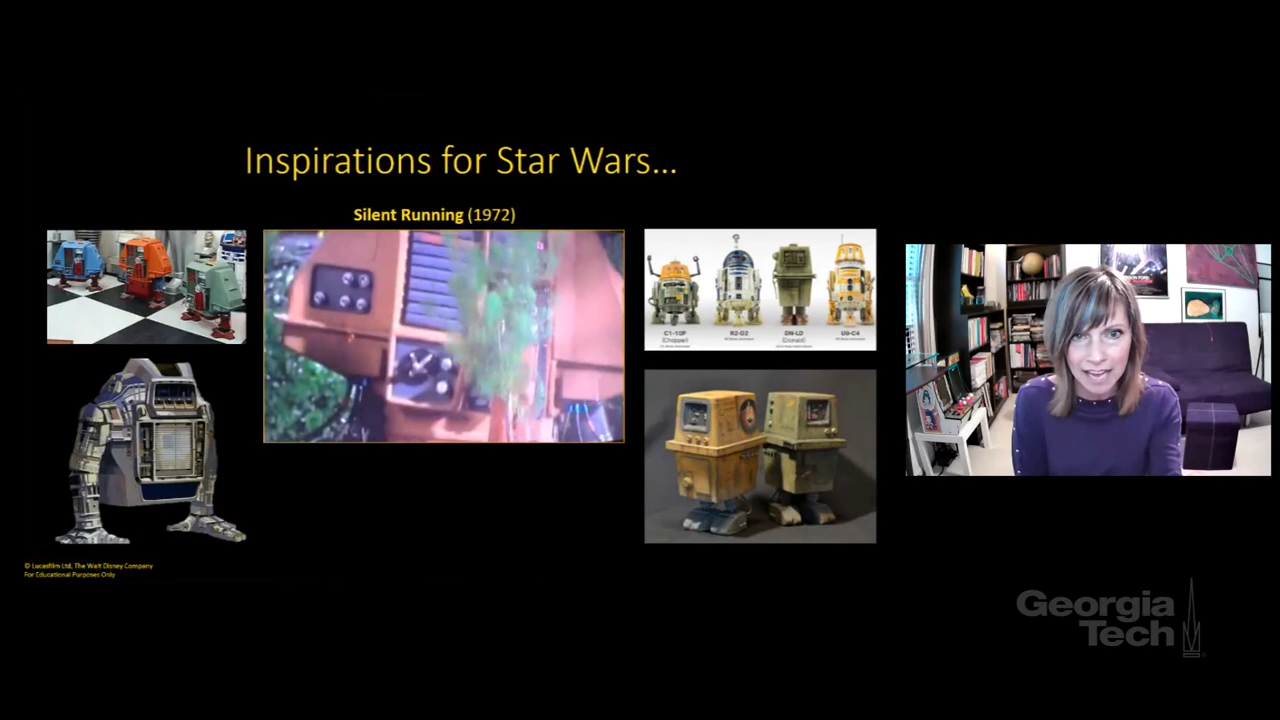 Inspirations for Star Wars...
Silent Running (1972)
C1-10P
(Chopper)
R2-D2
DN-LD
(Donald)
U9-C4
© Lucasfilm Ltd, The Walt Disney Company
For Educational Purposes Only
Georgia
Tech